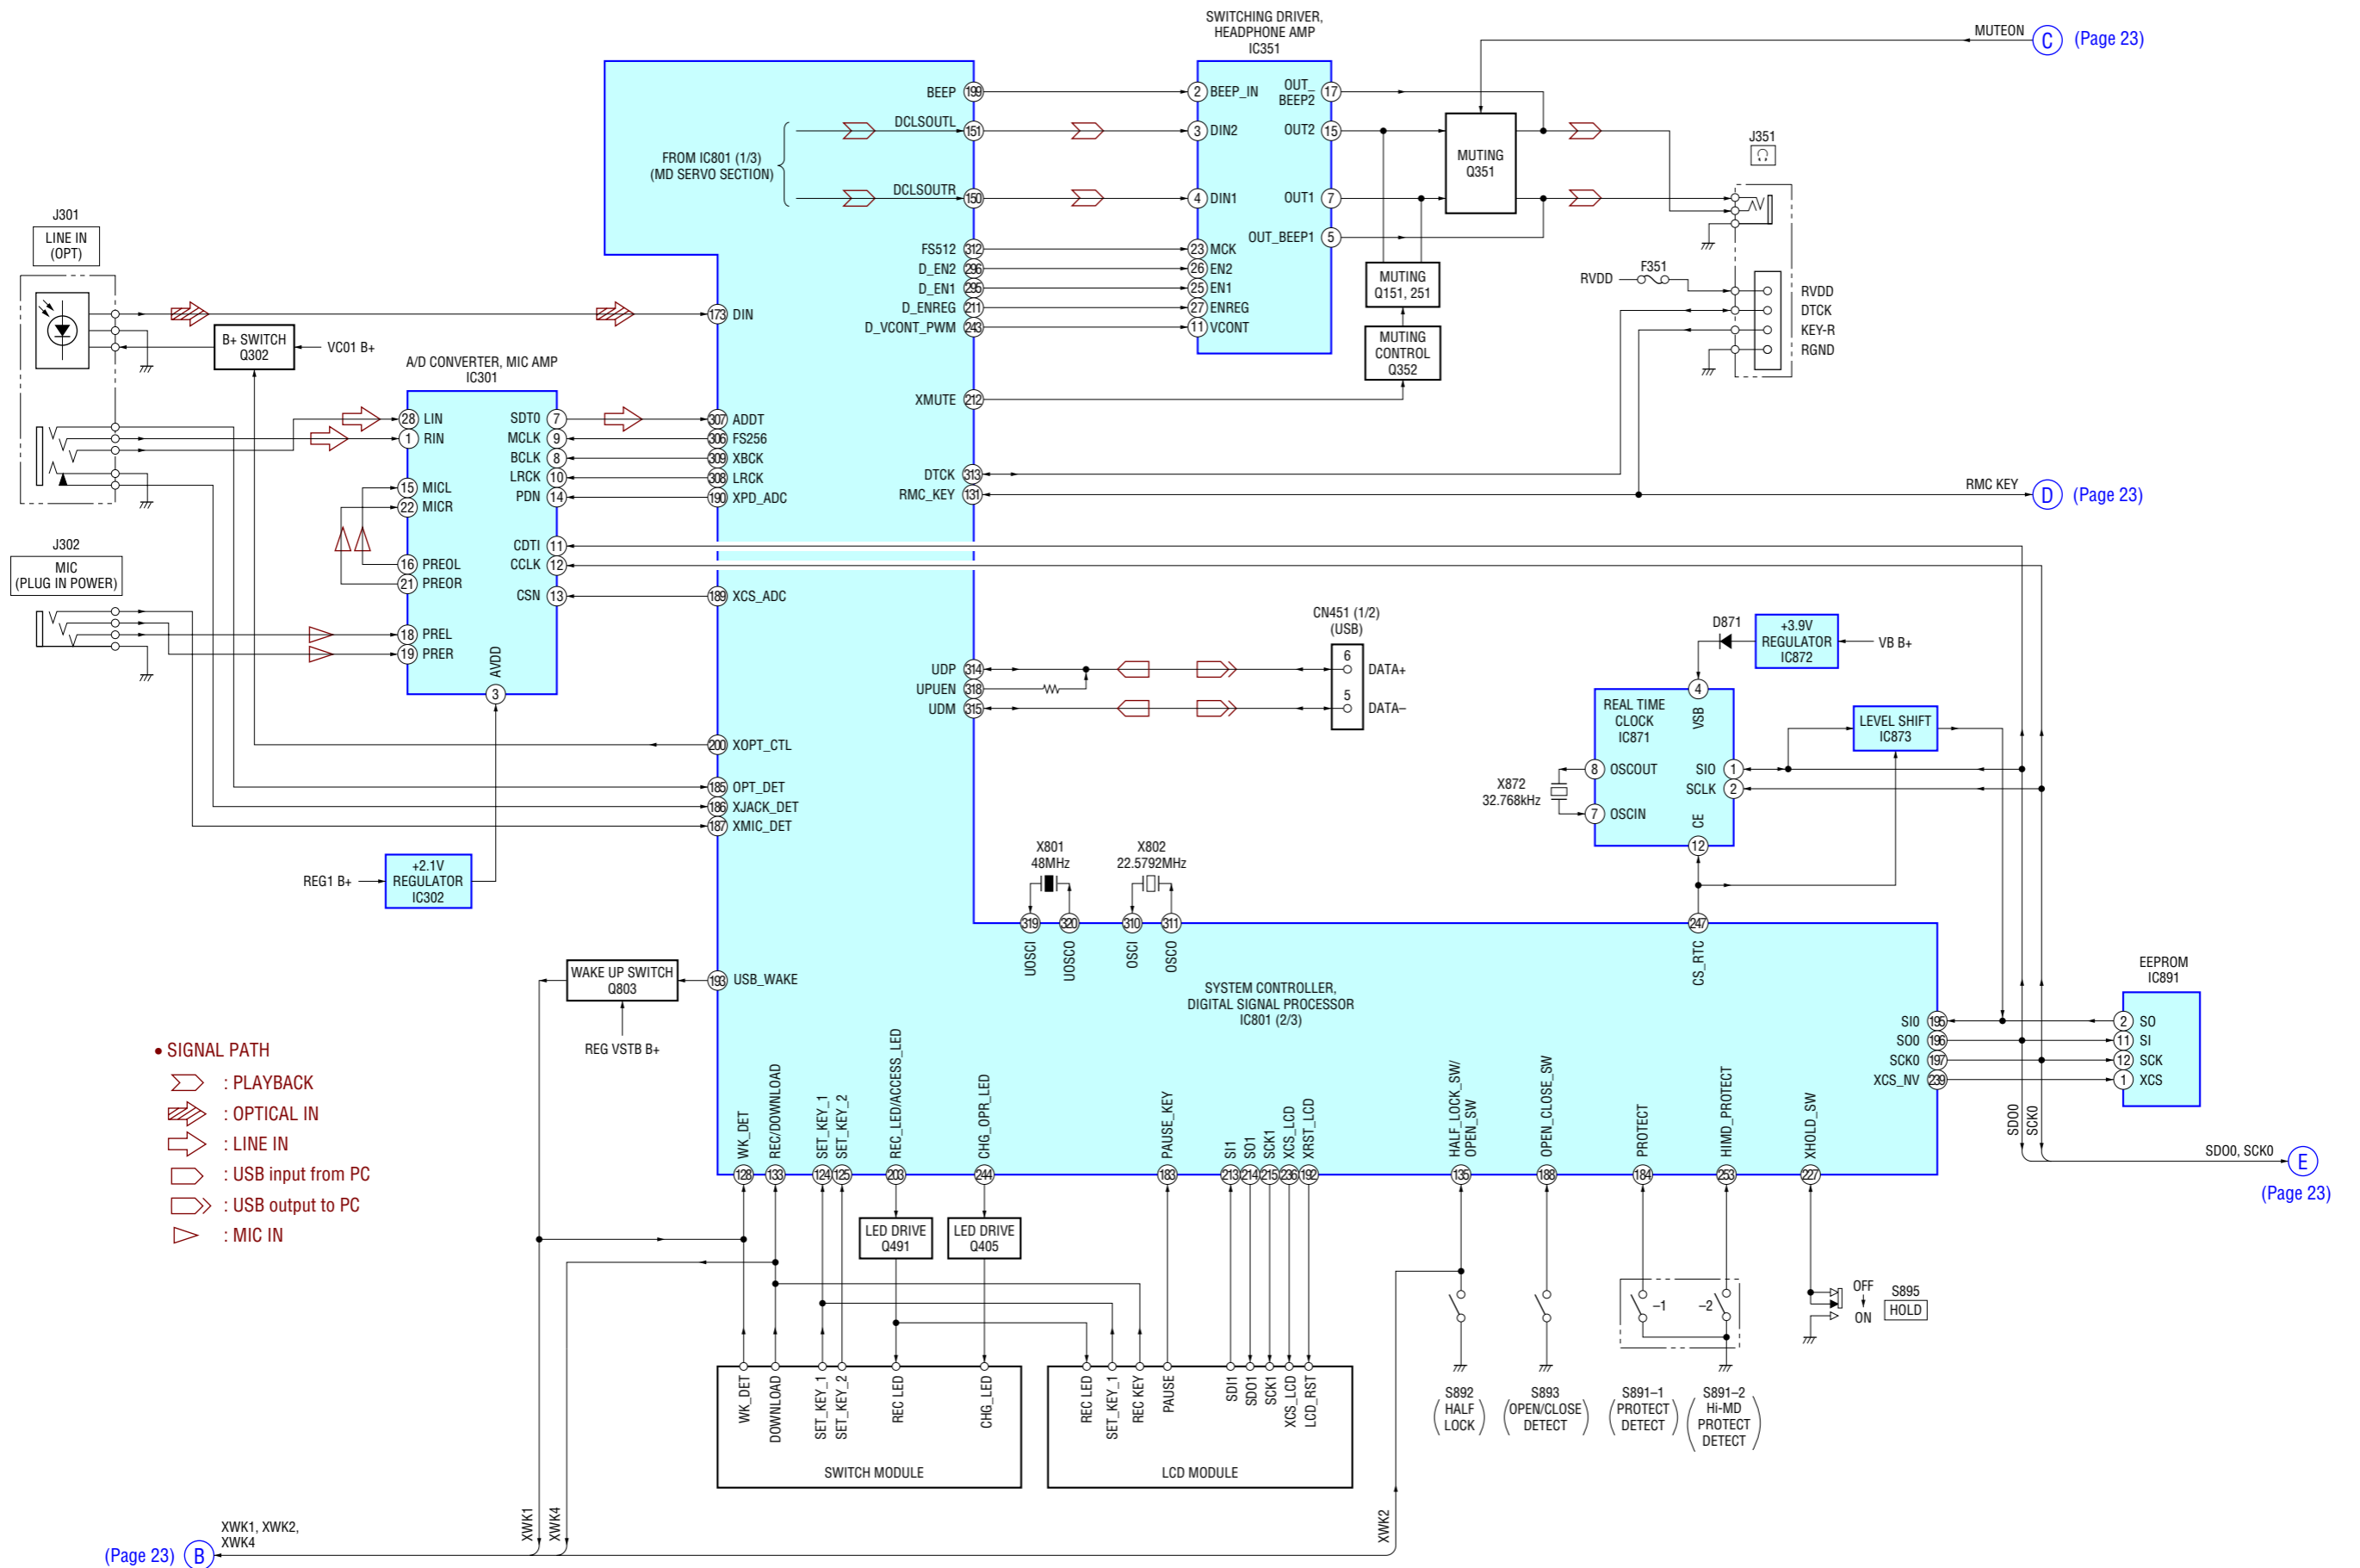 SWITCHING DRIVER,
HEADPHONE AMP
IC351
MUTEON
C
(Page 23)
BEEP 199
2 BEEP_IN
OUT_
BEEP2
17
DCLSOUTL 151
3 DIN2
OUT2 15
FROM IC801 (1/3)
(MD SERVO SECTION)
MUTING
Q351
J351
DCLSOUTR 150
4 DIN1
OUT1 7
OUT_BEEP1 5
FS512 312
23 MCK
D_EN2 296
26 EN2
D_EN1 295
25 EN1
D_ENREG 211
27 ENREG
D_VCONT_PWM 243
11 VCONT
MUTING
Q151, 251
MUTING
CONTROL
Q352
RVDD
F351
RVDD
DTCK
KEY-R
RGND
J301
LINE IN
(OPT)
173 DIN
B+ SWITCH
Q302
VC01 B+
A/D CONVERTER, MIC AMP
IC301
XMUTE 212
28 LIN
SDT0 7
307 ADDT
1 RIN
MCLK 9
306 FS256
BCLK 8
309 XBCK
LRCK 10
308 LRCK
15 MICL
PDN 14
190 XPD_ADC
22 MICR
DTCK 313
RMC_KEY 131
RMC KEY
D
(Page 23)
J302
MIC
(PLUG IN POWER)
CDTI 11
16 PREOL
CCLK 12
21 PREOR
CSN 13
189 XCS_ADC
18 PREL
19 PRER
AVDD
3
CN451 (1/2)
(USB)
UDP 314
6
DATA+
UPUEN 318
UDM 315
5
DATA–
D871
+3.9V
REGULATOR
IC872
VB B+
4
VSB
REAL TIME
CLOCK
IC871
LEVEL SHIFT
IC873
200 XOPT_CTL
185 OPT_DET
186 XJACK_DET
187 XMIC_DET
X872
32.768kHz
8 OSCOUT
SIO 1
SCLK 2
7 OSCIN
CE
12
REG1 B+
+2.1V
REGULATOR
IC302
X801
48MHz
X802
22.5792MHz
319
320
310
311
247
UOSCI
UOSCO
OSCI
OSCO
CS_RTC
WAKE UP SWITCH
Q803
193 USB_WAKE
REG VSTB B+
SYSTEM CONTROLLER,
DIGITAL SIGNAL PROCESSOR
IC801 (2/3)
EEPROM
IC891
SI0 195
2 SO
SO0 196
11 SI
SCK0 197
12 SCK
XCS_NV 239
1 XCS
SDO0
SCK0
SDO0, SCK0
E
(Page 23)
• SIGNAL PATH
: PLAYBACK
: OPTICAL IN
: LINE IN
: USB input from PC
: USB output to PC
: MIC IN
WK_DET
REC/DOWNLOAD
SET_KEY_1
SET_KEY_2
REC_LED/ACCESS_LED
CHG_OPR_LED
PAUSE_KEY
SI1
SO1
SCK1
XCS_LCD
XRST_LCD
HALF_LOCK_SW/
OPEN_SW
OPEN_CLOSE_SW
PROTECT
HIMD_PROTECT
XHOLD_SW
128
133
124
125
203
244
183
213
214
215
236
192
135
188
184
253
227
LED DRIVE
Q491
LED DRIVE
Q405
–1
–2
OFF
ON
S895
HOLD
WK_DET
DOWNLOAD
SET_KEY_1
SET_KEY_2
REC LED
CHG_LED
SWITCH MODULE
REC LED
SET_KEY_1
REC KEY
PAUSE
SDI1
SDO1
SCK1
XCS_LCD
LCD_RST
LCD MODULE
S892
(HALF
LOCK)
S893
(OPEN/CLOSE
DETECT)
S891–1
(PROTECT
DETECT)
S891–2
(Hi-MD
PROTECT
DETECT)
XWK1
XWK4
XWK2
XWK1, XWK2,
XWK4
(Page 23)
B